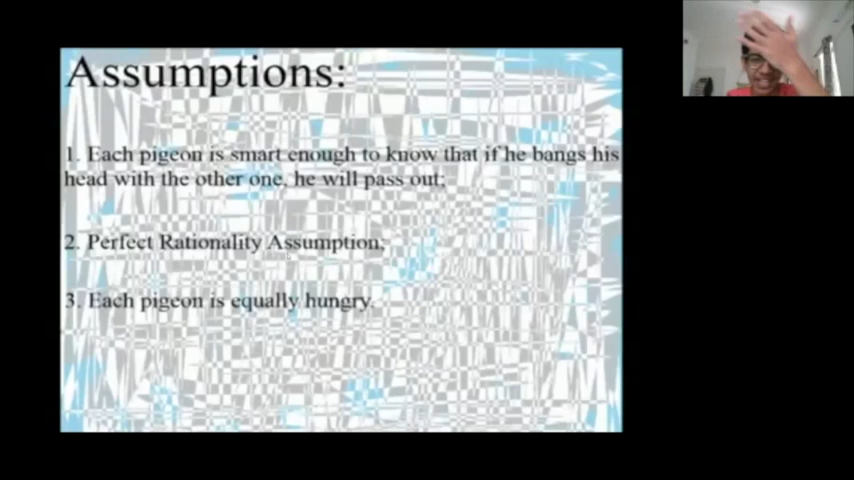 Assumptions:
1. Each pigeon is smart enough to know that if he bangs his
head with the other one, he will pass out;
2. Perfect Rationality Assumption;
3. Each pigeon is equally hungry.